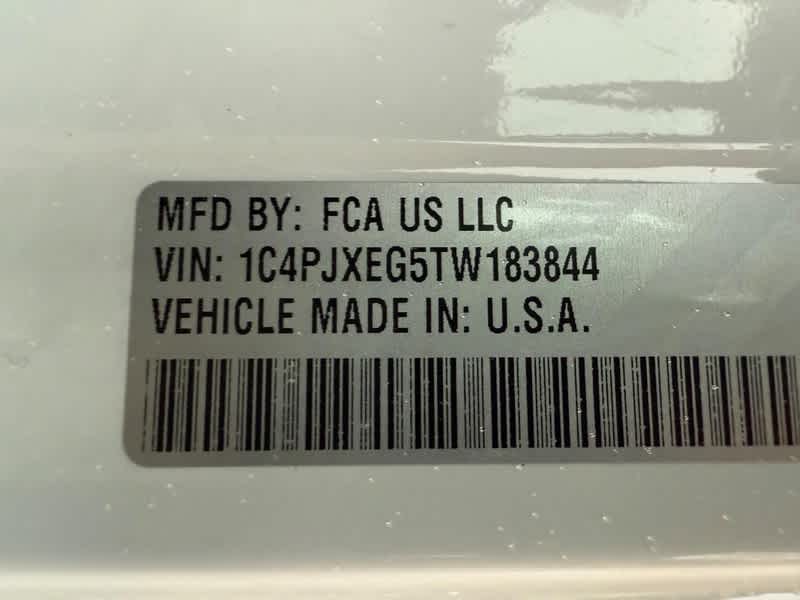 MFD BY: FCA US LLC
VIN: 1C4PJXEG5TW183844
VEHICLE MADE IN: U.S.A.